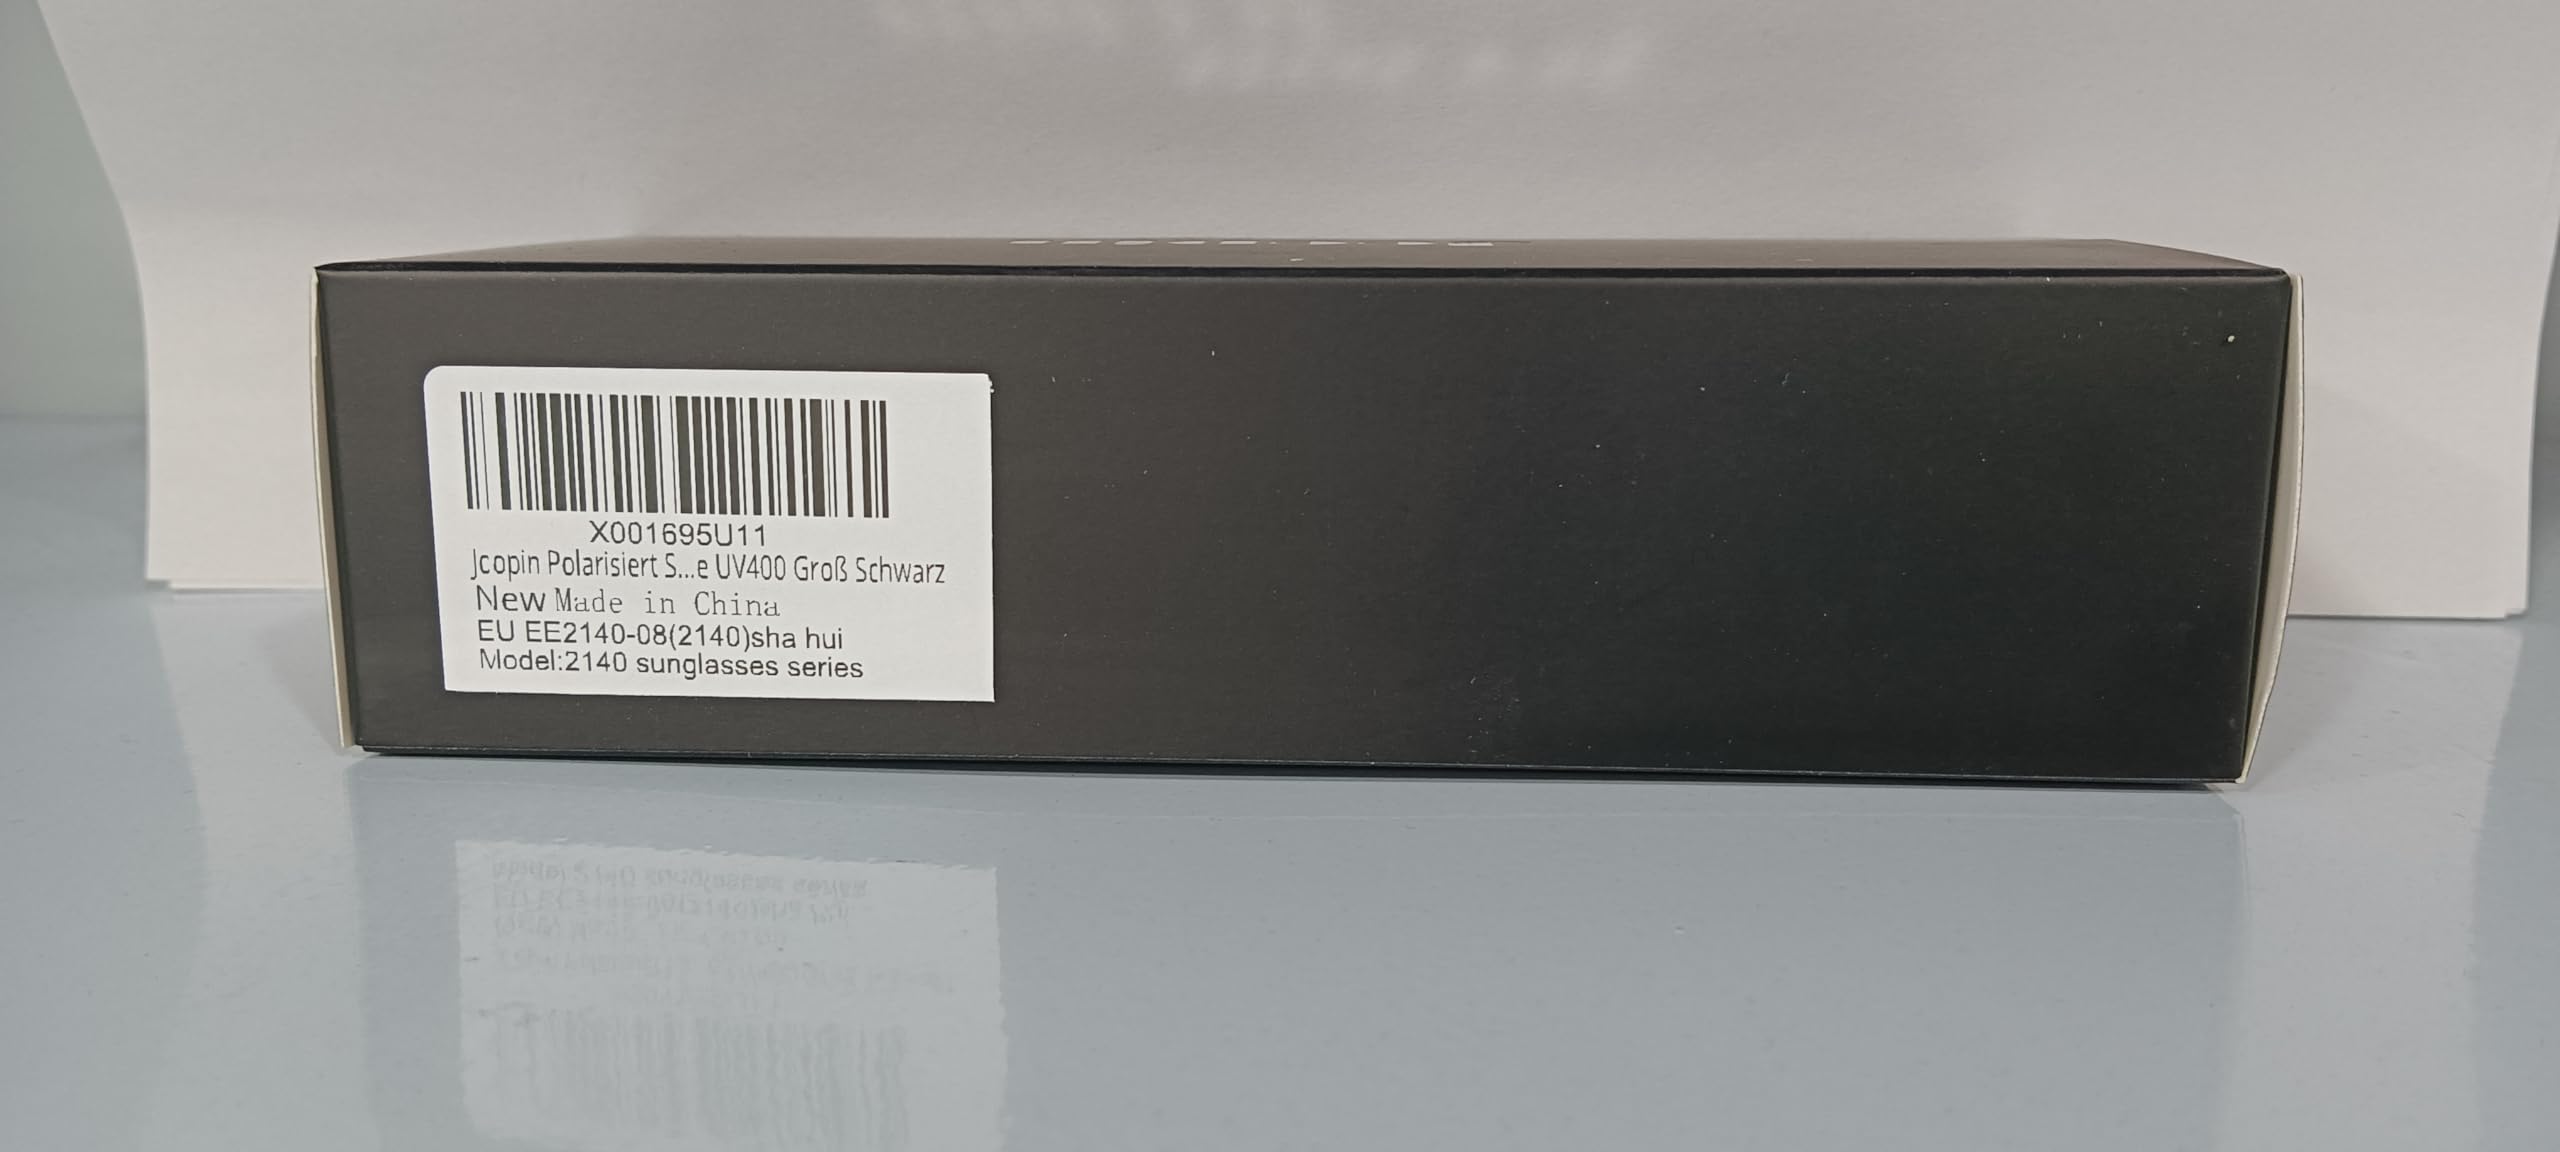 X001695U11
Jcopin Polarisiert S...e UV400 Groß Schwarz
New Made in China
EU EE2140-08(2140)sha hui
Model:2140 sunglasses series